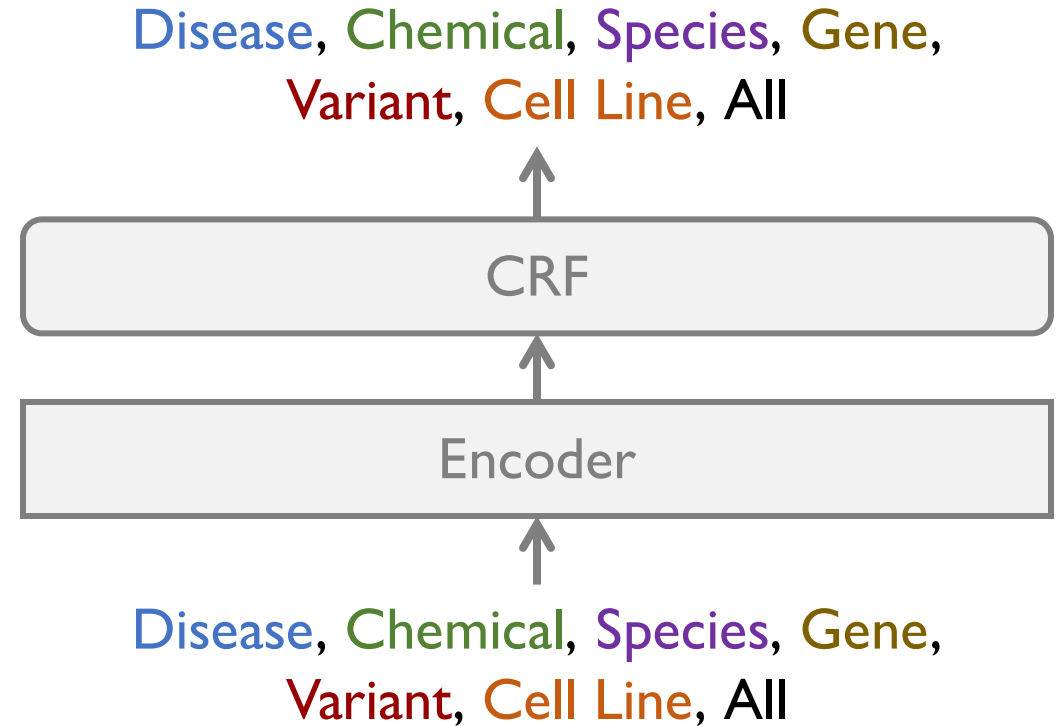 Disease, Chemical, Species, Gene,
Variant, Cell Line, All
CRF
Encoder
Disease, Chemical, Species, Gene,
Variant, Cell Line, All